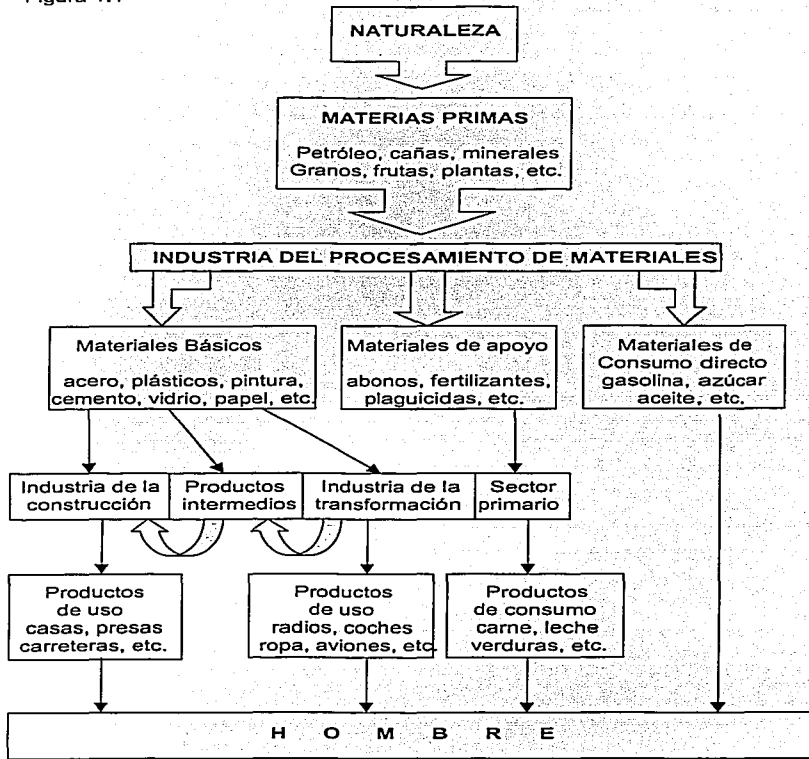 NATURALEZA
MATERIAS PRIMAS
Petróleo, cañas, minerales
Granos, frutas, plantas, etc.
INDUSTRIA DEL PROCESAMIENTO DE MATERIALES
Materiales Básicos
acero, plásticos, pintura,
cemento, vidrio, papel, etc.
Materiales de apoyo
abonos, fertilizantes,
plaguicidas, etc.
Materiales de
Consumo directo
gasolina, azúcar
aceite, etc.
Industria de la
construcción
Productos
intermedios
Industria de la
transformación
Sector
primario
Productos
de uso
casas, presas
carreteras, etc.
Productos
de uso
radios, coches
ropa, aviones, etc
Productos
de consumo
carne, leche
verduras, etc.
H O M B R E